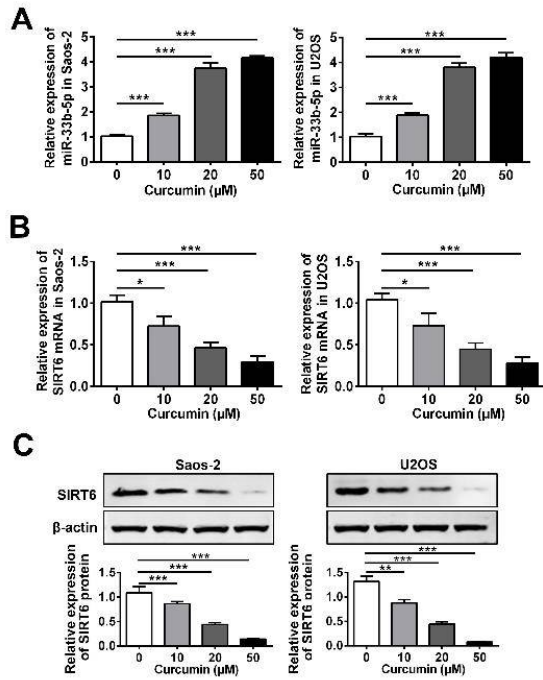 A
Relative expression of
miR-33b-5p in Saos-2
5
4
3
2
1
0
***
***
***
0 10 20 50
Curcumin (μM)
Relative expression of
miR-33b-5p in U2OS
5
4
3
2
1
0
***
***
***
0 10 20 50
Curcumin (μM)
B
Relative expression of
SIRT6 mRNA in Saos-2
1.5
1.0
0.5
0.0
***
***
*
0 10 20 50
Curcumin (μM)
Relative expression of
SIRT6 mRNA in U2OS
1.5
1.0
0.5
0.0
***
***
*
0 10 20 50
Curcumin (μM)
C
Saos-2 U2OS
SIRT6
β-actin
Relative expression
of SIRT6 protein
1.5
1.0
0.5
0.0
***
***
***
0 10 20 50
Curcumin (μM)
Relative expression
of SIRT6 protein
1.5
1.0
0.5
0.0
***
***
**
0 10 20 50
Curcumin (μM)